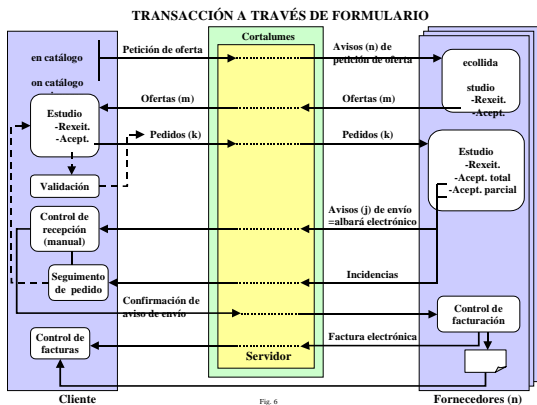 TRANSACCIÓN A TRAVÉS DE FORMULARIO
Cortalumes
en catálogo
on catálogo
Petición de oferta
Avisos (n) de
petición de oferta
ecollida
studio
-Rexeit.
-Acept.
Ofertas (m)
Ofertas (m)
Estudio
-Rexeit.
-Acept.
Pedidos (k)
Pedidos (k)
Estudio
-Rexeit.
-Acept. total
-Acept. parcial
Validación
Control de
recepción
(manual)
Avisos (j) de envío
=albará electrónico
Seguimento
de pedido
Incidencias
Confirmación de
aviso de envío
Control de
facturación
Control de
facturas
Factura electrónica
Servidor
Cliente
Fig. 6
Fornecedores (n)